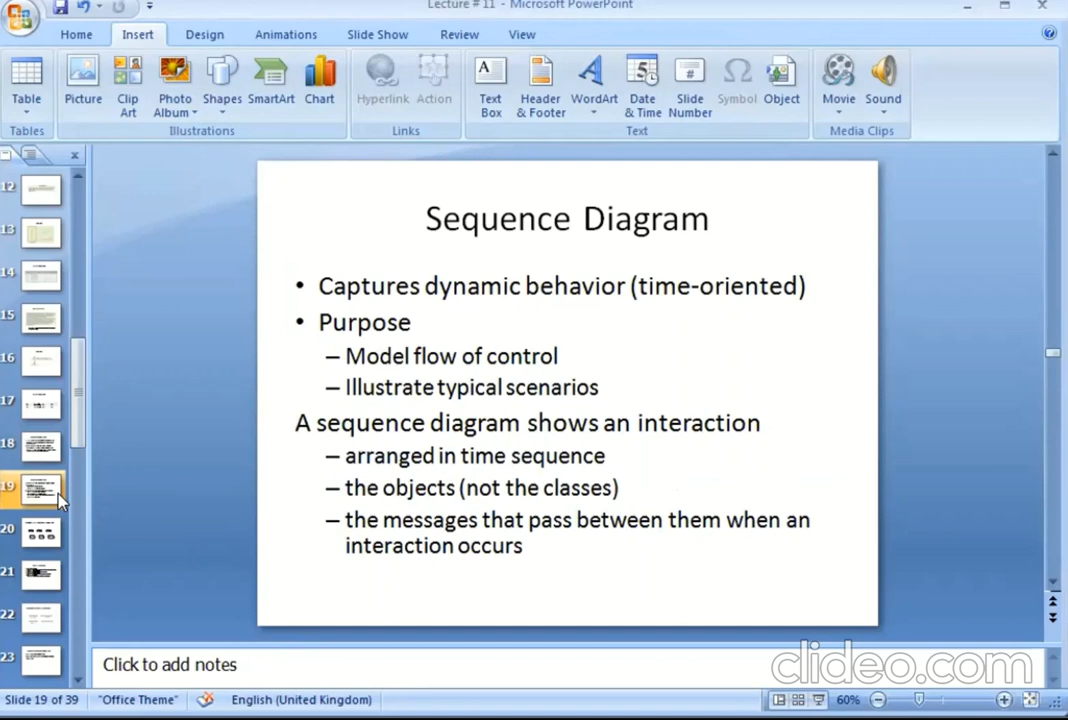 Lecture # 11 - Microsoft PowerPoint
Home Insert Design Animations Slide Show Review View
Table Picture Clip Art Photo Album Shapes SmartArt Chart Hyperlink Action Text Box Header & Footer WordArt Date & Time Slide Number Symbol Object Movie Sound
Tables Illustrations Links Text Media Clips
12
13
14
15
16
17
18
19
20
21
22
23
Sequence Diagram
• Captures dynamic behavior (time-oriented)
• Purpose
– Model flow of control
– Illustrate typical scenarios
A sequence diagram shows an interaction
– arranged in time sequence
– the objects (not the classes)
– the messages that pass between them when an
interaction occurs
Click to add notes
clideo.com
Slide 19 of 39 "Office Theme" English (United Kingdom) 60%